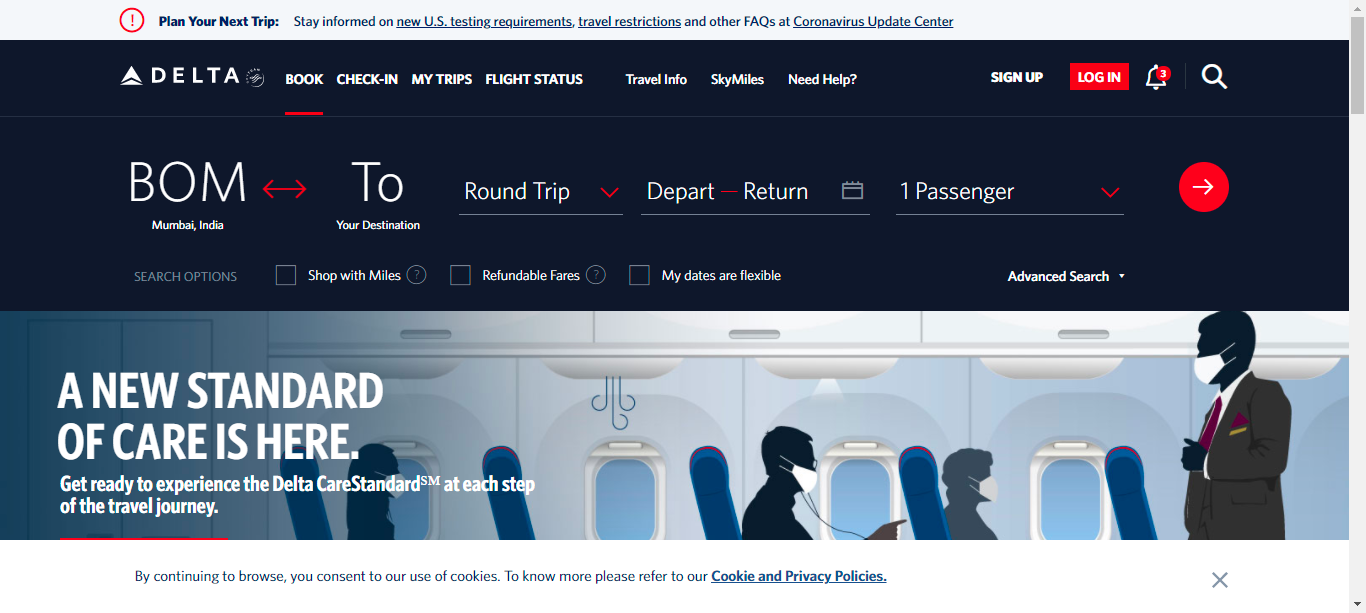 ! Plan Your Next Trip: Stay informed on new U.S. testing requirements, travel restrictions and other FAQs at Coronavirus Update Center
DELTA BOOK CHECK-IN MY TRIPS FLIGHT STATUS Travel Info SkyMiles Need Help? SIGN UP LOG IN 3
BOM To Round Trip Depart — Return 1 Passenger
Mumbai, India Your Destination
SEARCH OPTIONS Shop with Miles ? Refundable Fares ? My dates are flexible Advanced Search
A NEW STANDARD
OF CARE IS HERE.
Get ready to experience the Delta CareStandard℠ at each step
of the travel journey.
By continuing to browse, you consent to our use of cookies. To know more please refer to our Cookie and Privacy Policies.